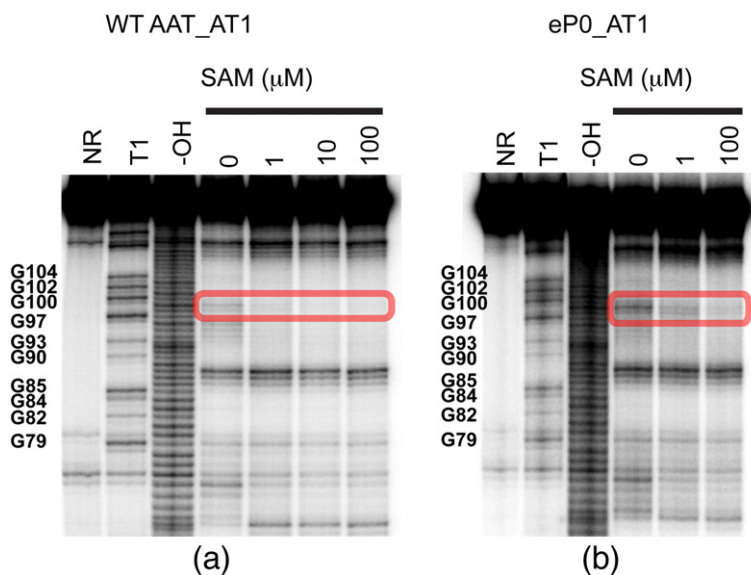 WT AAT_AT1
SAM (μM)
NR T1 -OH 0 1 10 100
G104
G102
G100
G97
G93
G90
G85
G84
G82
G79
(a)
eP0_AT1
SAM (μM)
NR T1 -OH 0 1 100
G104
G102
G100
G97
G93
G90
G85
G84
G82
G79
(b)